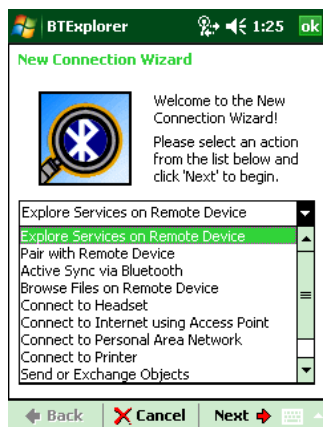 BTExplorer 1:25 ok
New Connection Wizard
Welcome to the New
Connection Wizard!
Please select an action
from the list below and
click 'Next' to begin.
Explore Services on Remote Device
Explore Services on Remote Device
Pair with Remote Device
Active Sync via Bluetooth
Browse Files on Remote Device
Connect to Headset
Connect to Internet using Access Point
Connect to Personal Area Network
Connect to Printer
Send or Exchange Objects
Back Cancel Next